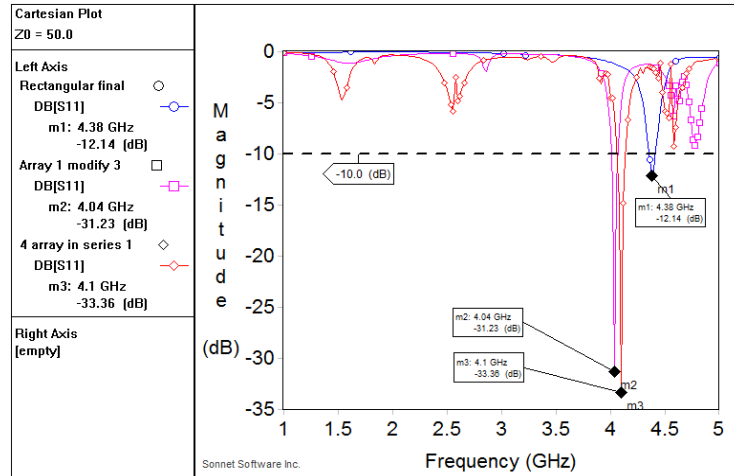 Cartesian Plot
Z0 = 50.0
Left Axis
Rectangular final
DB[S11]
m1: 4.38 GHz
-12.14 (dB)
Array 1 modify 3
DB[S11]
m2: 4.04 GHz
-31.23 (dB)
4 array in series 1
DB[S11]
m3: 4.1 GHz
-33.36 (dB)
Right Axis
[empty]
Magnitude
(dB)
0
-5
-10
-15
-20
-25
-30
-35
-10.0 (dB)
m1
m1: 4.38 GHz
-12.14 (dB)
m2: 4.04 GHz
-31.23 (dB)
m3: 4.1 GHz
-33.36 (dB)
m2
m3
1
1.5
2
2.5
3
3.5
4
4.5
5
Sonnet Software Inc.
Frequency (GHz)